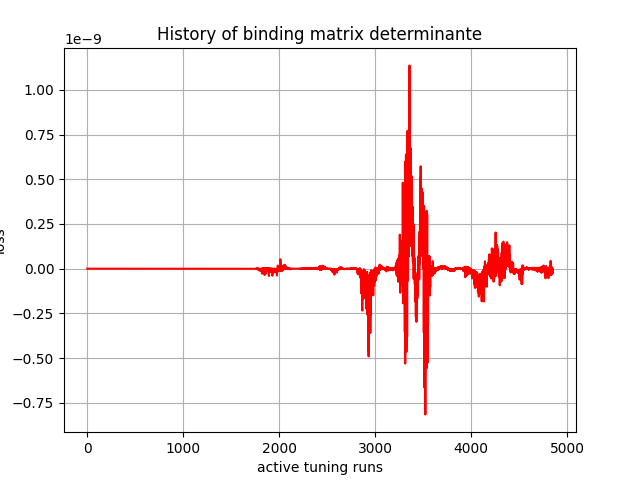 History of binding matrix determinante
1e−9
1.00
0.75
0.50
0.25
0.00
−0.25
−0.50
−0.75
loss
0 1000 2000 3000 4000 5000
active tuning runs